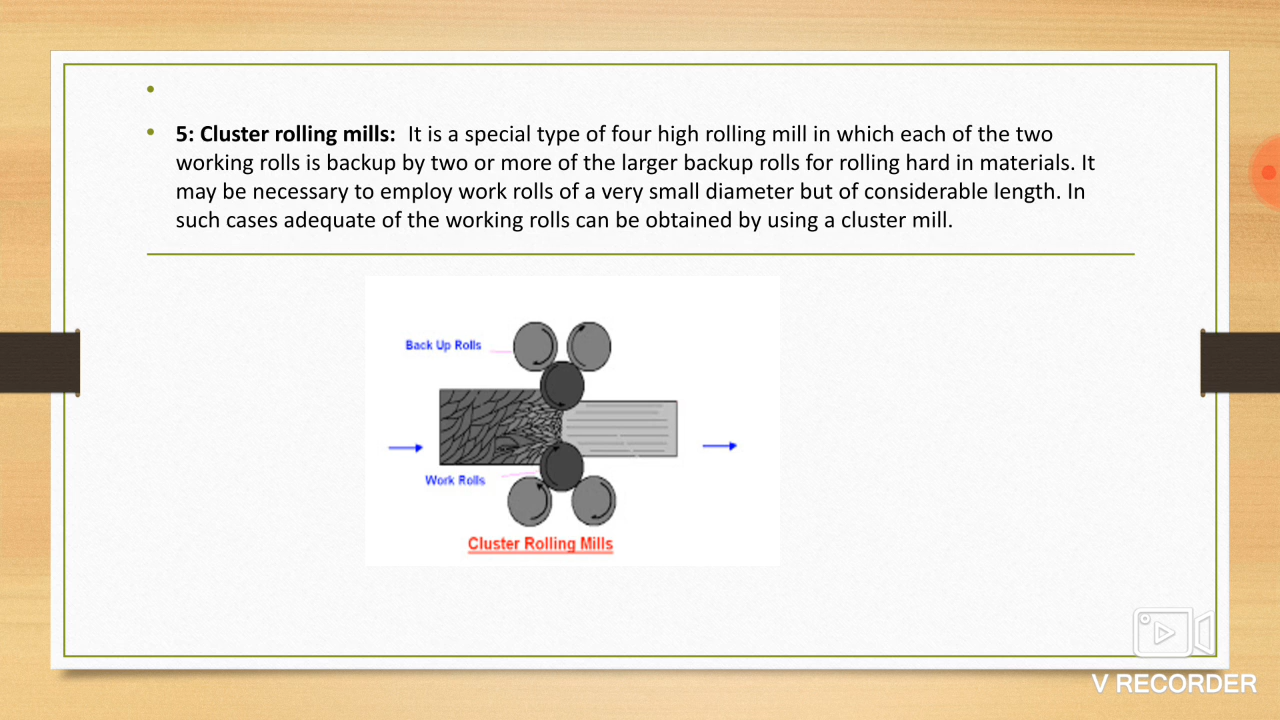 5: Cluster rolling mills: It is a special type of four high rolling mill in which each of the two
working rolls is backup by two or more of the larger backup rolls for rolling hard in materials. It
may be necessary to employ work rolls of a very small diameter but of considerable length. In
such cases adequate of the working rolls can be obtained by using a cluster mill.
Back Up Rolls
Work Rolls
Cluster Rolling Mills
V RECORDER